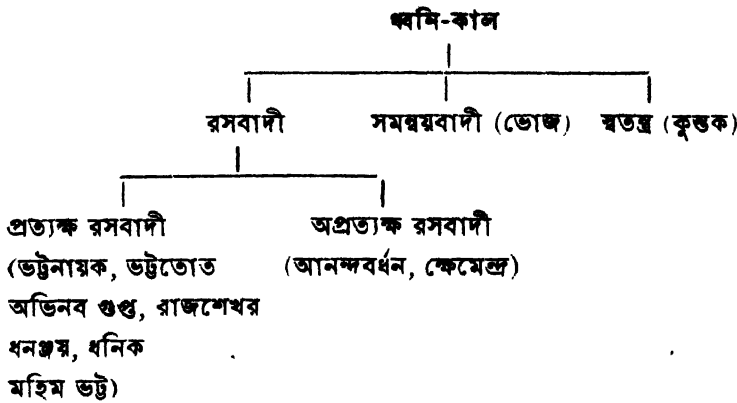 ধ্বনি-কাল
রসবাদী সমন্বয়বাদী (ভোজ) স্বতন্ত্র (কুন্তক)
প্রত্যক্ষ রসবাদী অপ্রত্যক্ষ রসবাদী
(ভট্টনায়ক, ভট্টতোত (আনন্দবর্ধন, ক্ষেমেন্দ্র)
অভিনব গুপ্ত, রাজশেখর
ধনঞ্জয়, ধনিক
মহিম ভট্ট)